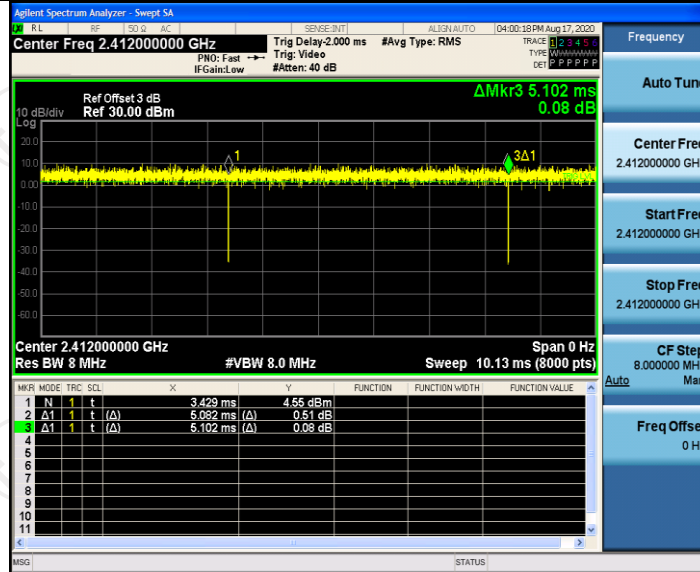 Agilent Spectrum Analyzer - Swept SA
RL RF 50 Ω AC SENSE:INT ALIGN AUTO 04:00:18 PM Aug 17, 2020
Center Freq 2.412000000 GHz
PNO: Fast
IFGain:Low
Trig Delay-2.000 ms
Trig: Video
#Atten: 40 dB
#Avg Type: RMS
TRACE 1 2 3 4 5 6
TYPE
DET P P P P P P
Ref Offset 3 dB
10 dB/div Ref 30.00 dBm
Log
ΔMkr3 5.102 ms
0.08 dB
20.0
10.0
0.00
-10.0
-20.0
-30.0
-40.0
-50.0
-60.0
1
3Δ1
Center 2.412000000 GHz Span 0 Hz
Res BW 8 MHz #VBW 8.0 MHz Sweep 10.13 ms (8000 pts)
MKR MODE TRC SCL X Y FUNCTION FUNCTION WIDTH FUNCTION VALUE
1 N 1 t 3.429 ms 4.55 dBm
2 Δ1 1 t (Δ) 5.082 ms (Δ) 0.51 dB
3 Δ1 1 t (Δ) 5.102 ms (Δ) 0.08 dB
4
5
6
7
8
9
10
11
MSG STATUS
Frequency
Auto Tun
Center Fre
2.412000000 GH
Start Fre
2.412000000 GH
Stop Fre
2.412000000 GH
CF Ste
8.000000 MH
Auto Ma
Freq Offse
0 H